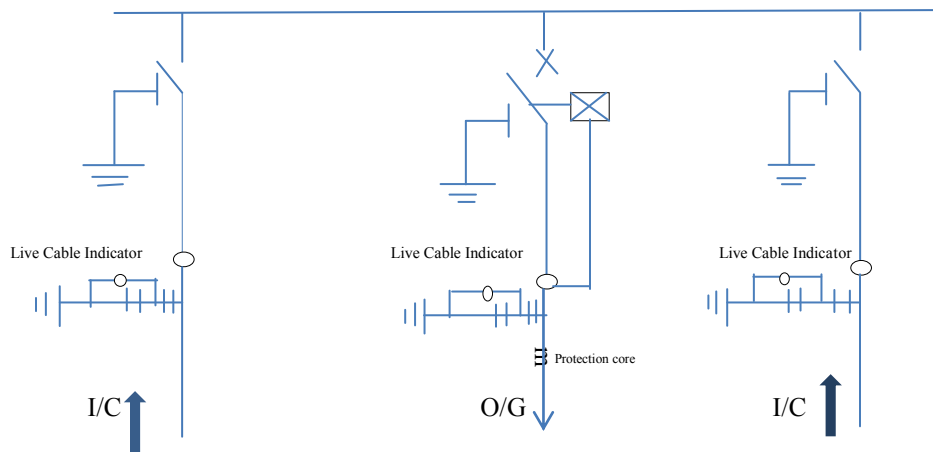 Live Cable Indicator
Live Cable Indicator
Live Cable Indicator
Protection core
I/C
O/G
I/C